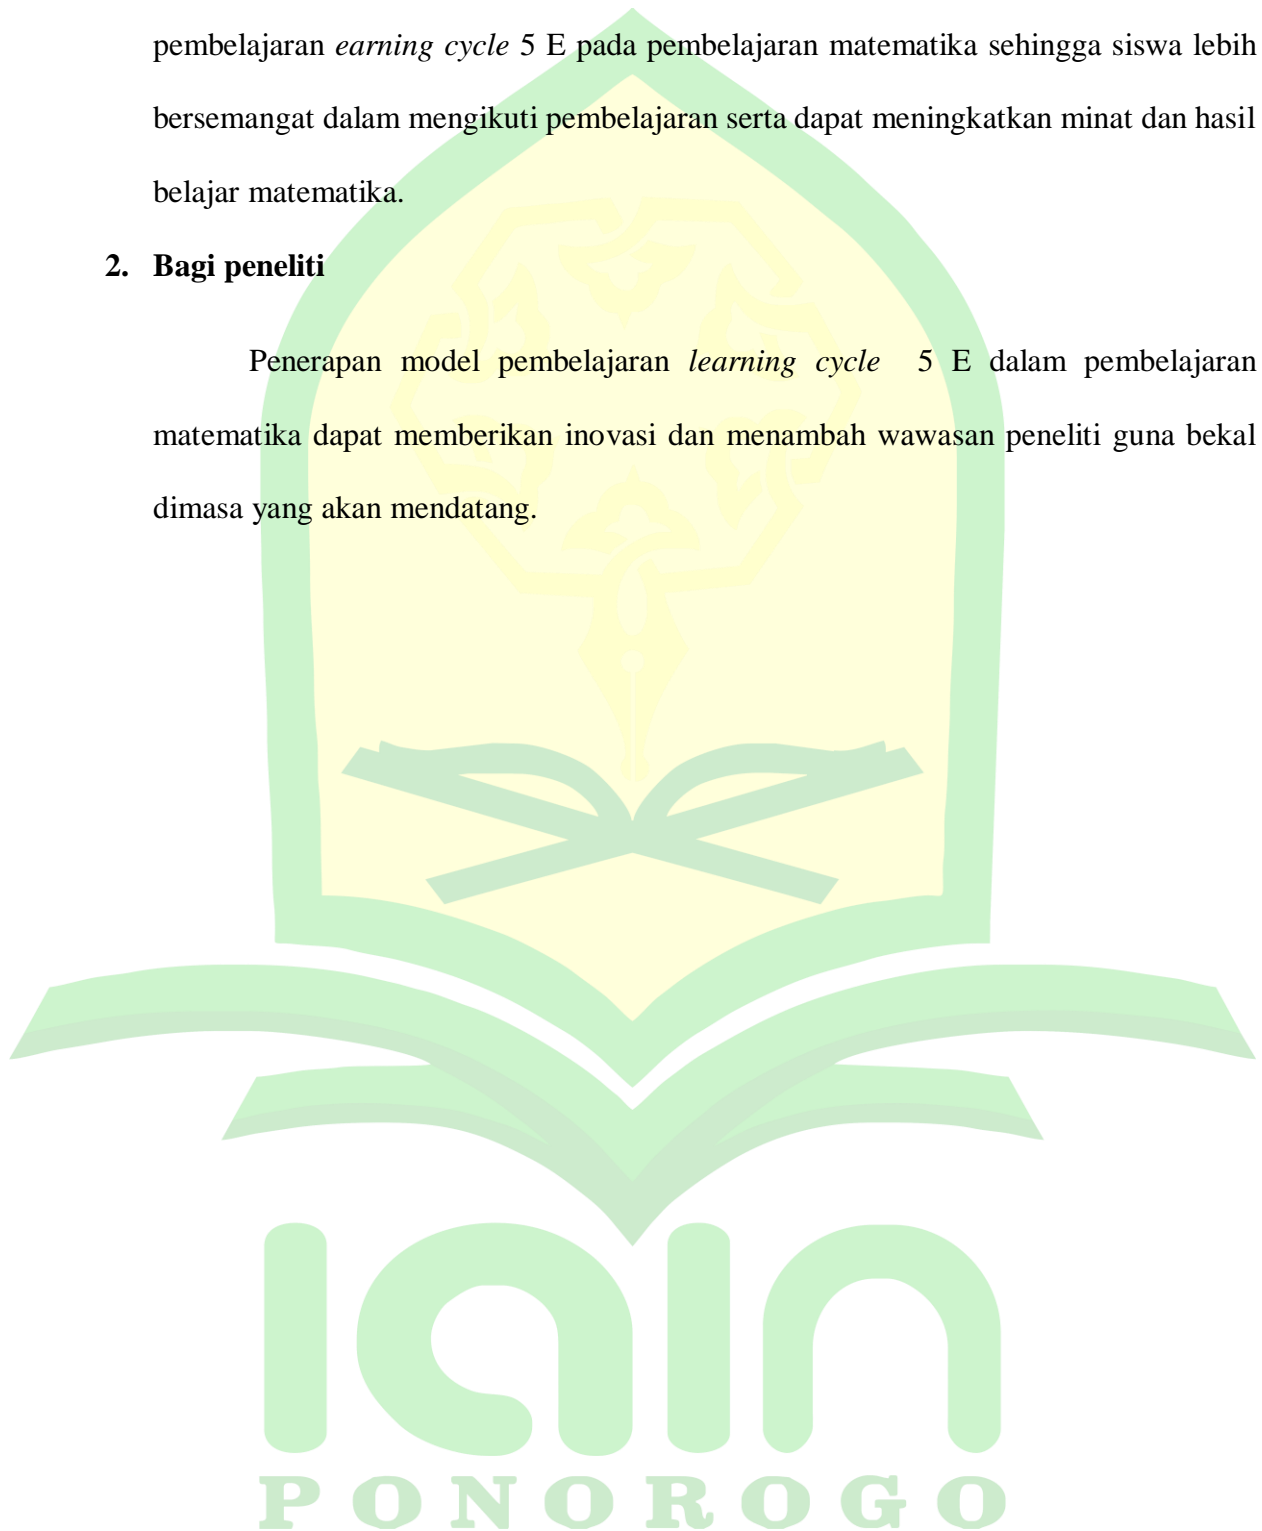 pembelajaran earning cycle 5 E pada pembelajaran matematika sehingga siswa lebih
bersemangat dalam mengikuti pembelajaran serta dapat meningkatkan minat dan hasil
belajar matematika.
2. Bagi peneliti
Penerapan model pembelajaran learning cycle 5 E dalam pembelajaran
matematika dapat memberikan inovasi dan menambah wawasan peneliti guna bekal
dimasa yang akan mendatang.
iain
PONOROGO